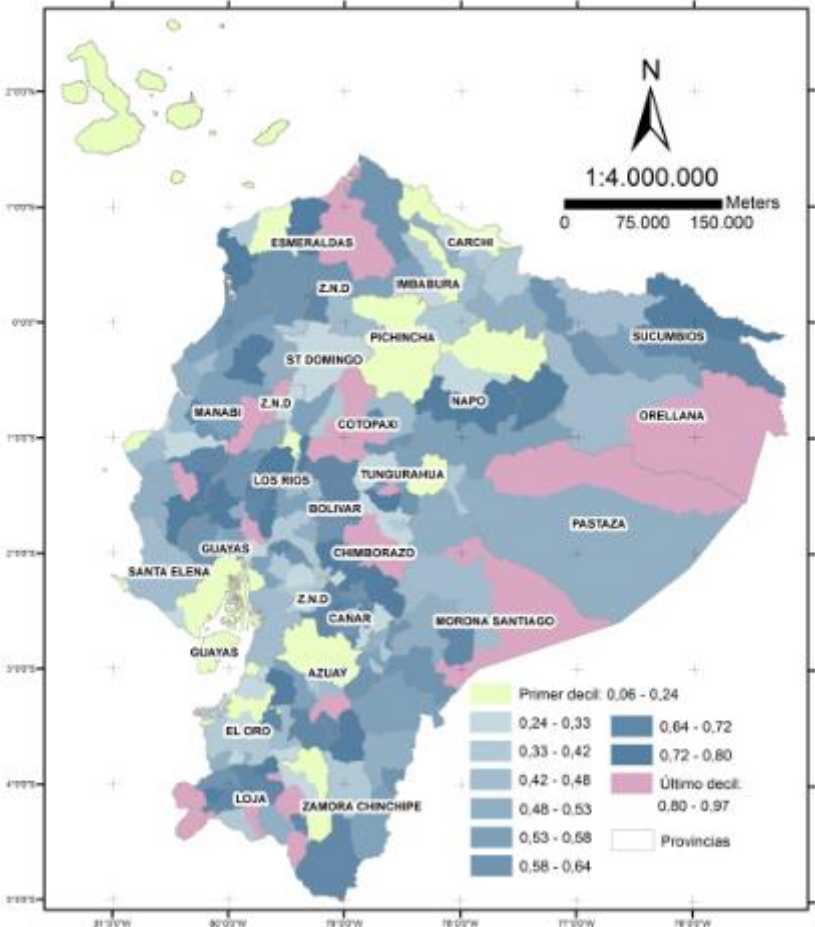 N
1:4.000.000
Meters
0 75.000 150.000
ESMERALDAS
CARCHI
IMBABURA
Z.N.D
PICHINCHA
SUCUMBIOS
ST DOMINGO
NAPO
MANABI
Z.N.D
ORELLANA
COTOPAXI
TUNGURAHUA
LOS RIOS
BOLIVAR
PASTAZA
GUAYAS
CHIMBORAZO
SANTA ELENA
Z.N.D
CAÑAR
MORONA SANTIAGO
GUAYAS
AZUAY
EL ORO
LOJA
ZAMORA CHINCHIPE
Primer decil: 0,06 - 0,24
0,24 - 0,33
0,33 - 0,42
0,42 - 0,48
0,48 - 0,53
0,53 - 0,58
0,58 - 0,64
0,64 - 0,72
0,72 - 0,80
Último decil:
0,80 - 0,97
Provincias